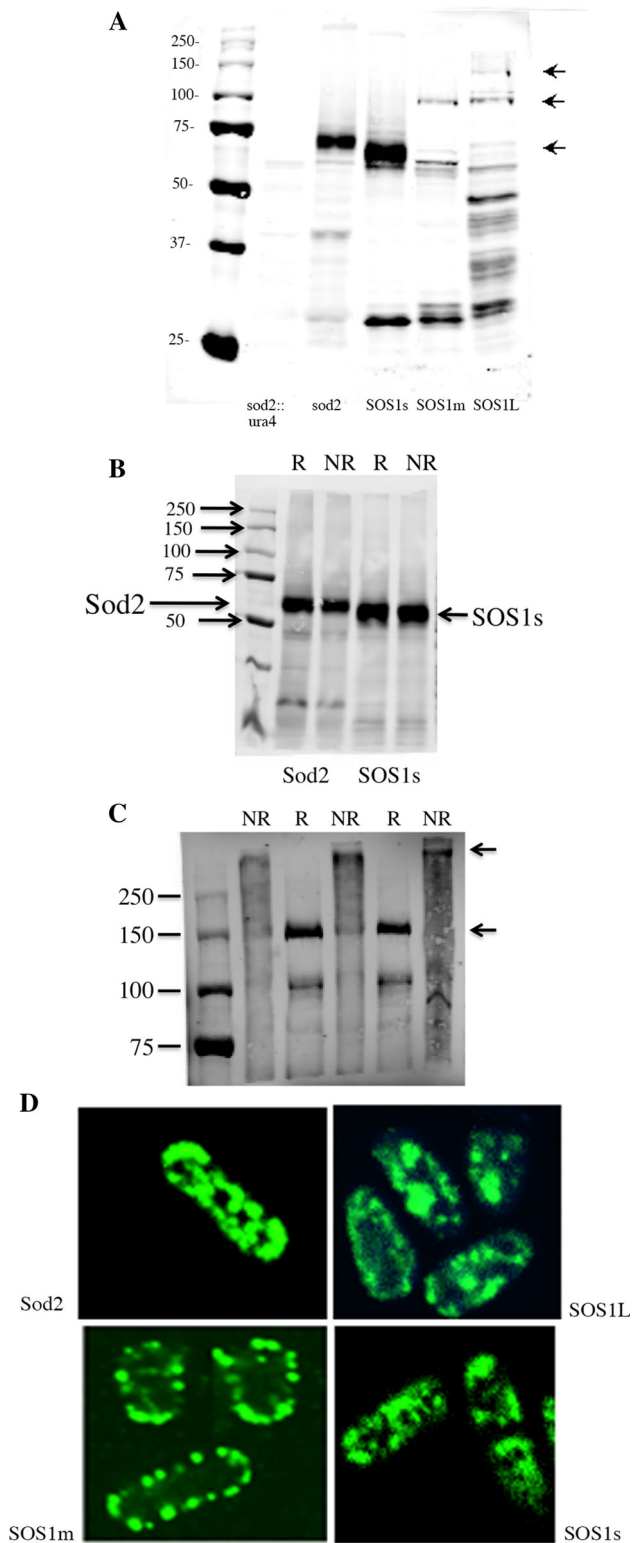 A
250-
150-
100-
75-
50-
37-
25-
sod2::
ura4
sod2
SOS1s
SOS1m
SOS1L
B
R NR R NR
250
150
100
75
Sod2
50
SOS1s
Sod2 SOS1s
C
NR R NR R NR
250
150
100
75
D
Sod2
SOS1L
SOS1m
SOS1s